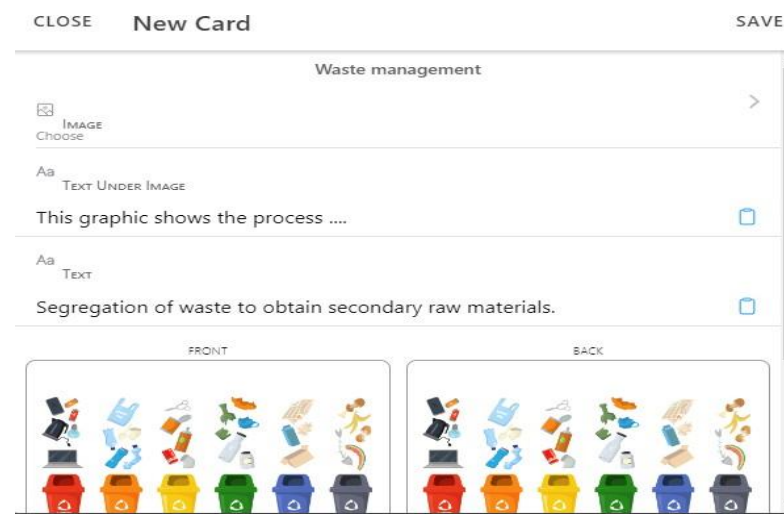 CLOSE New Card SAVE
Waste management
IMAGE
Choose
Aa
TEXT UNDER IMAGE
This graphic shows the process ....
Aa
TEXT
Segregation of waste to obtain secondary raw materials.
FRONT BACK